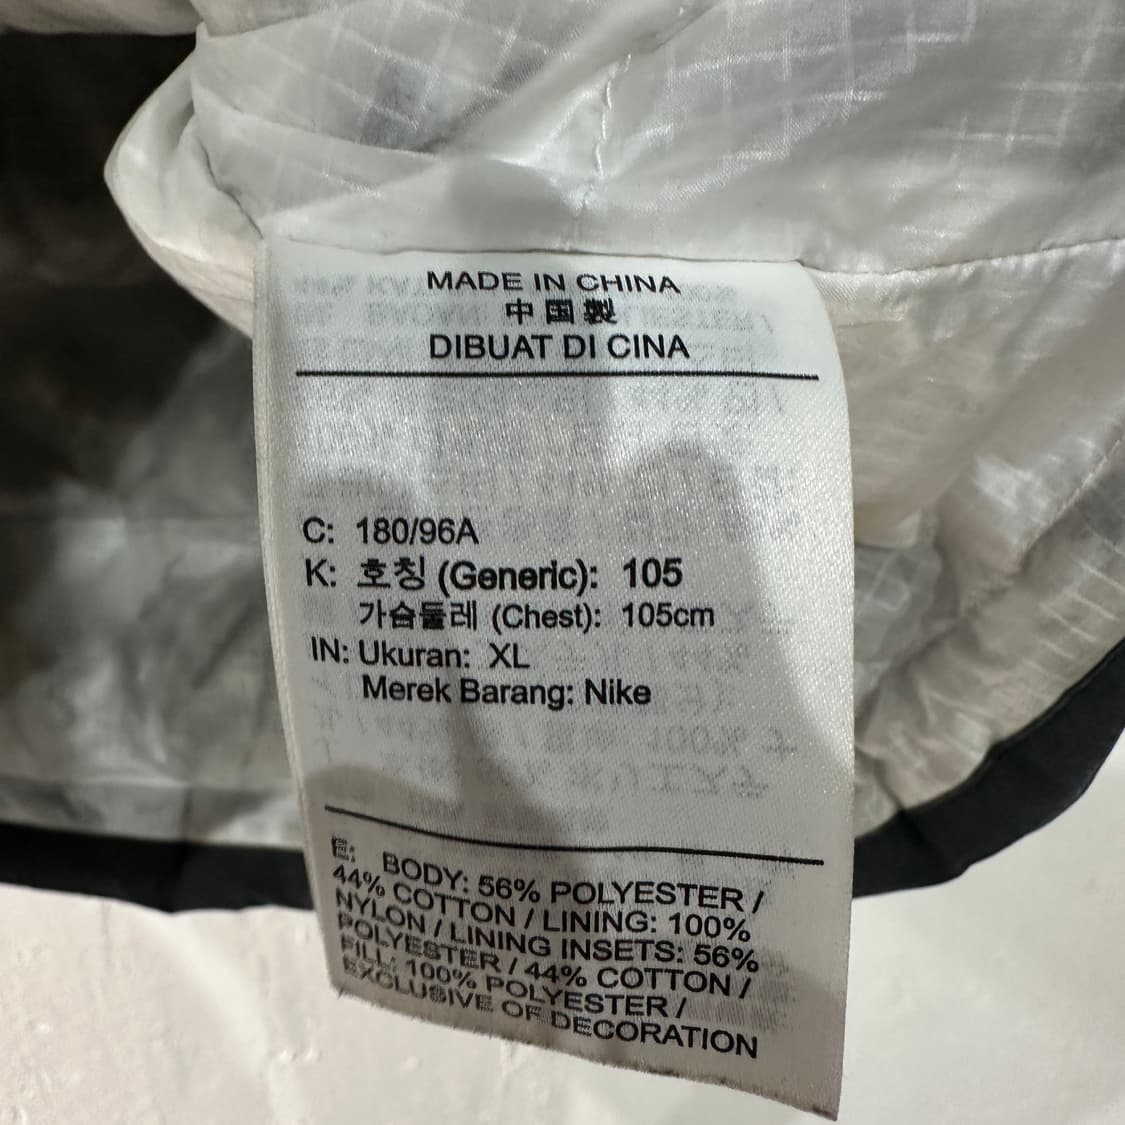 MADE IN CHINA
中国製
DIBUAT DI CINA
C: 180/96A
K: 호칭 (Generic): 105
가슴둘레 (Chest): 105cm
IN: Ukuran: XL
Merek Barang: Nike
E: BODY: 56% POLYESTER /
44% COTTON / LINING: 100%
NYLON / LINING INSETS: 56%
POLYESTER / 44% COTTON /
FILL: 100% POLYESTER /
EXCLUSIVE OF DECORATION